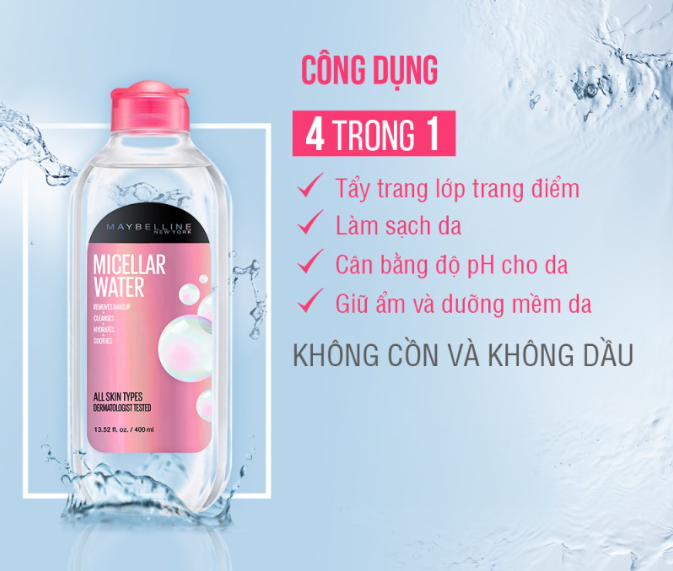 CÔNG DỤNG
4 TRONG 1
Tẩy trang lớp trang điểm
Làm sạch da
Cân bằng độ pH cho da
Giữ ẩm và dưỡng mềm da
KHÔNG CỒN VÀ KHÔNG DẦU
MAYBELLINE
NEW YORK
MICELLAR
WATER
REMOVES MAKEUP
+
CLEANSES
+
HYDRATES
+
SOOTHES
ALL SKIN TYPES
DERMATOLOGIST TESTED
13.52 fl. oz. / 400 ml